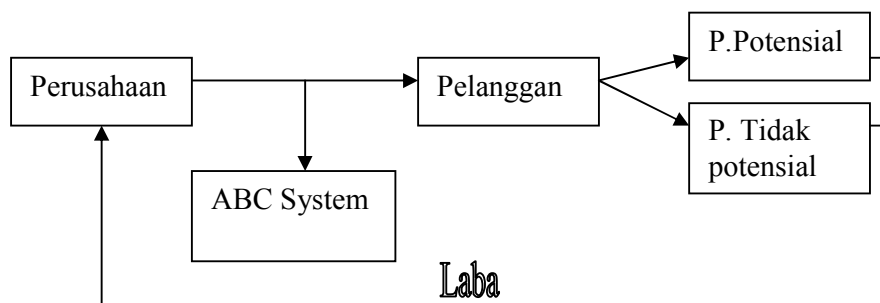 P.Potensial
Perusahaan
Pelanggan
P. Tidak
potensial
ABC System
Laba